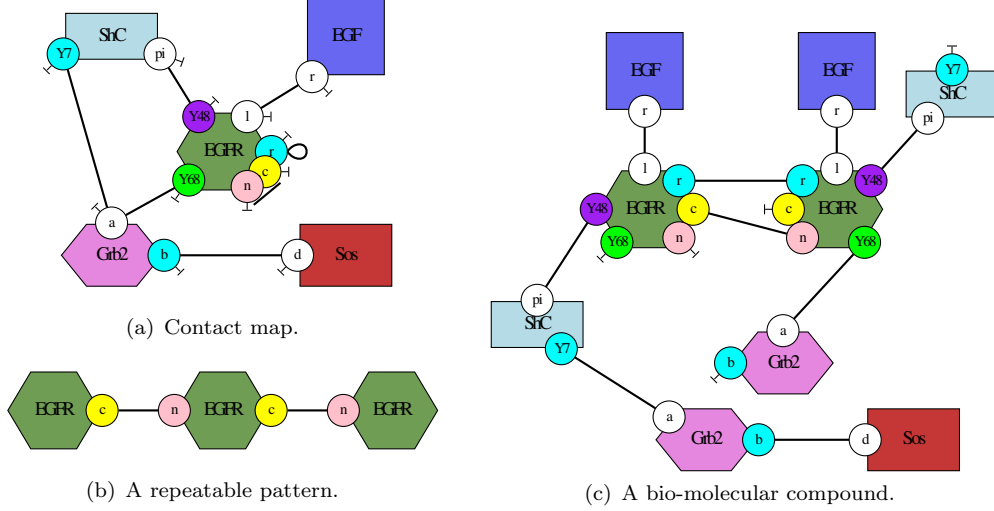 ShC
EGF
Y7
pi
r
Y48
l
EGFR
r
c
Y68
n
a
Grb2
b
d
Sos
(a) Contact map.
EGFR
c
n
EGFR
c
n
EGFR
(b) A repeatable pattern.
EGF
EGF
Y7
ShC
r
r
pi
l
l
r
r
Y48
Y48
EGFR
c
c
EGFR
Y68
n
n
Y68
pi
ShC
Y7
a
b
Grb2
a
Grb2
b
d
Sos
(c) A bio-molecular compound.